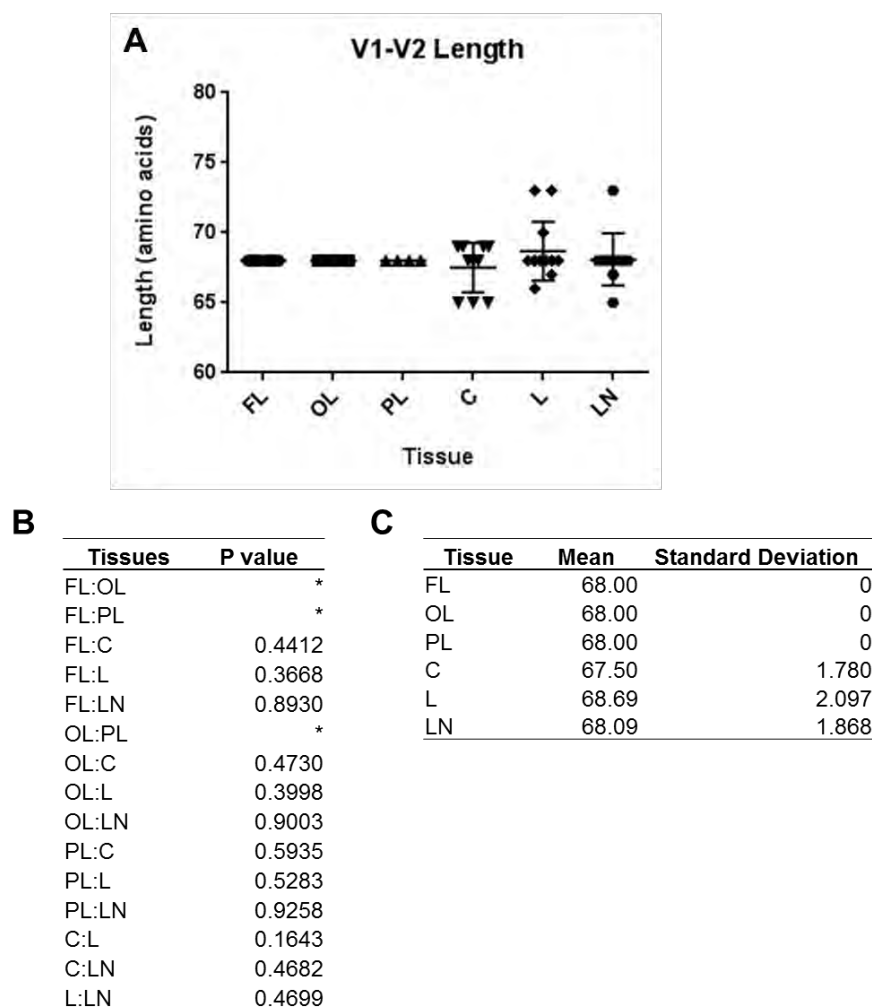 A
V1-V2 Length
80
75
70
65
60
Length (amino acids)
FL OL PL C L LN
Tissue
B
Tissues P value
FL:OL *
FL:PL *
FL:C 0.4412
FL:L 0.3668
FL:LN 0.8930
OL:PL *
OL:C 0.4730
OL:L 0.3998
OL:LN 0.9003
PL:C 0.5935
PL:L 0.5283
PL:LN 0.9258
C:L 0.1643
C:LN 0.4682
L:LN 0.4699
C
Tissue Mean Standard Deviation
FL 68.00 0
OL 68.00 0
PL 68.00 0
C 67.50 1.780
L 68.69 2.097
LN 68.09 1.868